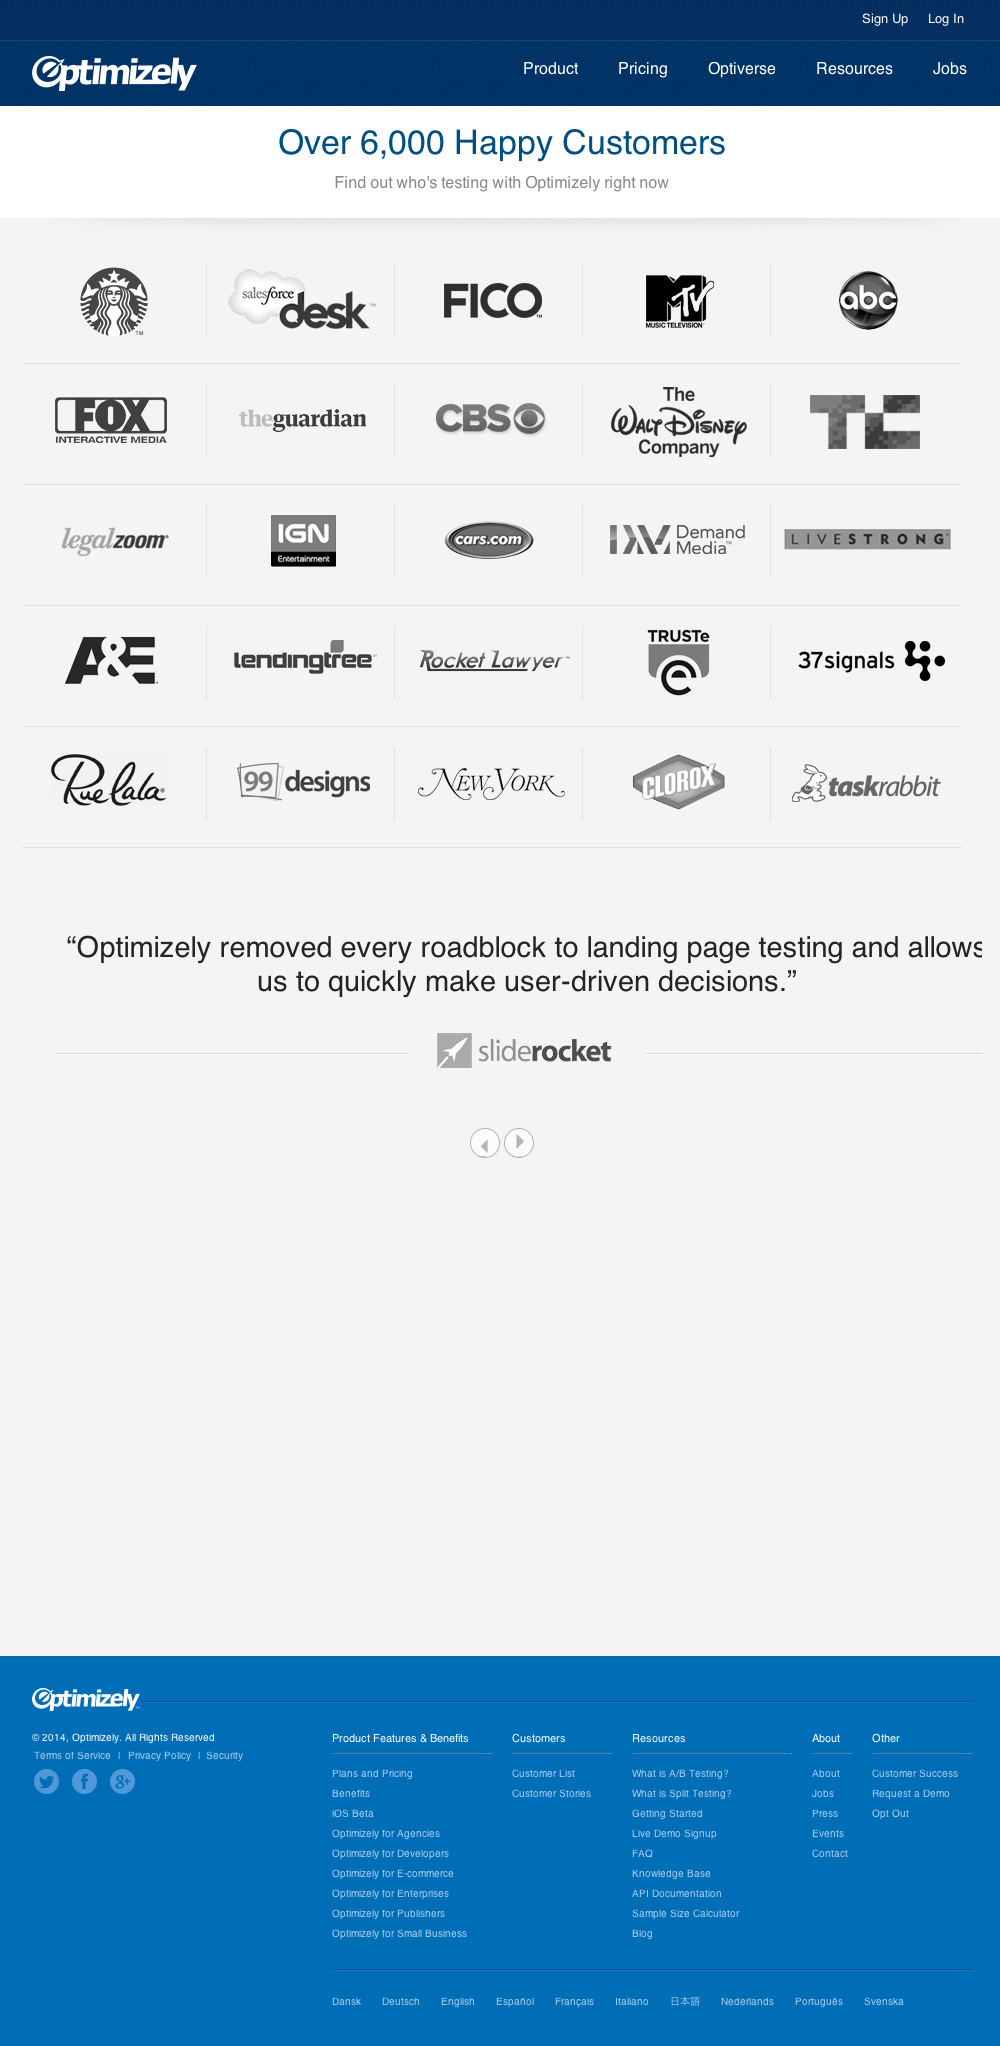 Sign Up Log In
Optimizely
Product Pricing Optiverse Resources Jobs
Over 6,000 Happy Customers
Find out who's testing with Optimizely right now
TM
salesforce desk™
FICO™
MTV
MUSIC TELEVISION®
abc
FOX
INTERACTIVE MEDIA
theguardian
CBS
The
WALT DISNEY
Company
TC
legalzoom®
IGN
Entertainment
cars.com
Demand
Media™
LIVESTRONG®
A&E
lendingtree™
Rocket Lawyer™
TRUSTe
e
37signals
Rue lala®
99designs
NEW YORK
CLOROX
taskrabbit
“Optimizely removed every roadblock to landing page testing and allows
us to quickly make user-driven decisions.”
sliderocket
Optimizely
© 2014, Optimizely. All Rights Reserved
Terms of Service | Privacy Policy | Security
Product Features & Benefits
Plans and Pricing
Benefits
iOS Beta
Optimizely for Agencies
Optimizely for Developers
Optimizely for E-commerce
Optimizely for Enterprises
Optimizely for Publishers
Optimizely for Small Business
Customers
Customer List
Customer Stories
Resources
What is A/B Testing?
What is Split Testing?
Getting Started
Live Demo Signup
FAQ
Knowledge Base
API Documentation
Sample Size Calculator
Blog
About
About
Jobs
Press
Events
Contact
Other
Customer Success
Request a Demo
Opt Out
Dansk Deutsch English Español Français Italiano 日本語 Nederlands Português Svenska